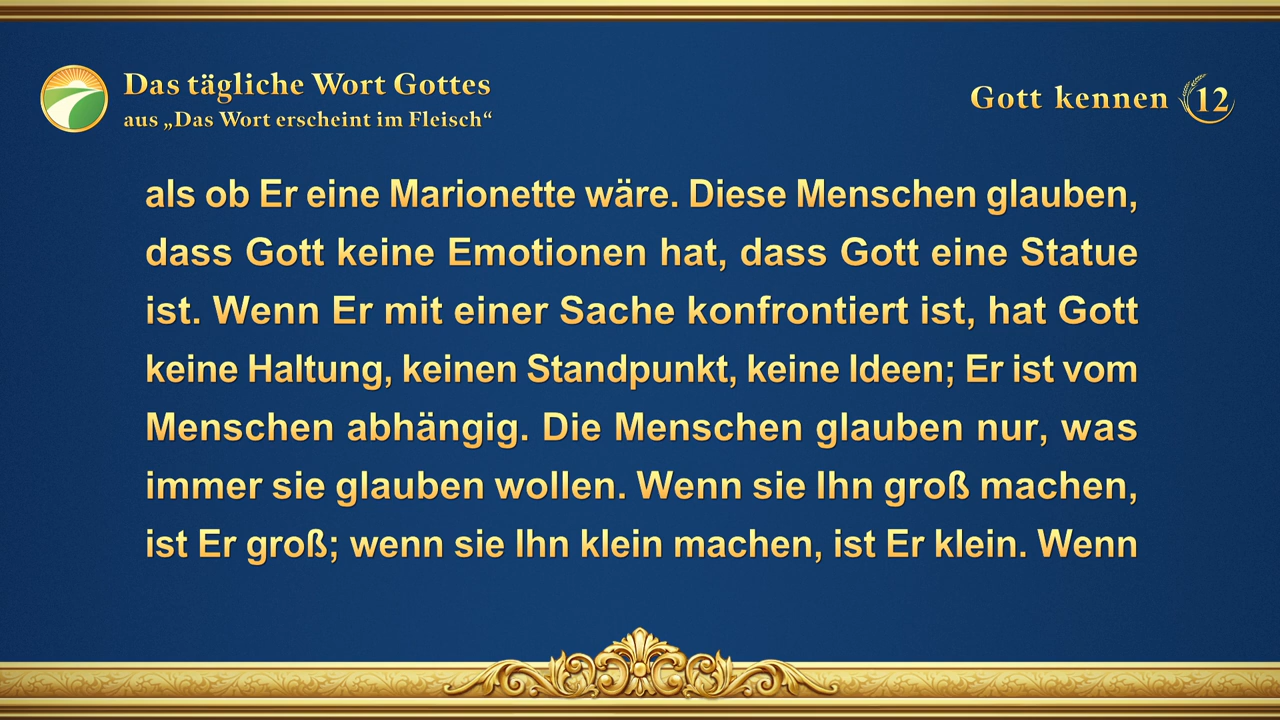 Das tägliche Wort Gottes
aus „Das Wort erscheint im Fleisch“
Gott kennen 12
als ob Er eine Marionette wäre. Diese Menschen glauben,
dass Gott keine Emotionen hat, dass Gott eine Statue
ist. Wenn Er mit einer Sache konfrontiert ist, hat Gott
keine Haltung, keinen Standpunkt, keine Ideen; Er ist vom
Menschen abhängig. Die Menschen glauben nur, was
immer sie glauben wollen. Wenn sie Ihn groß machen,
ist Er groß; wenn sie Ihn klein machen, ist Er klein. Wenn